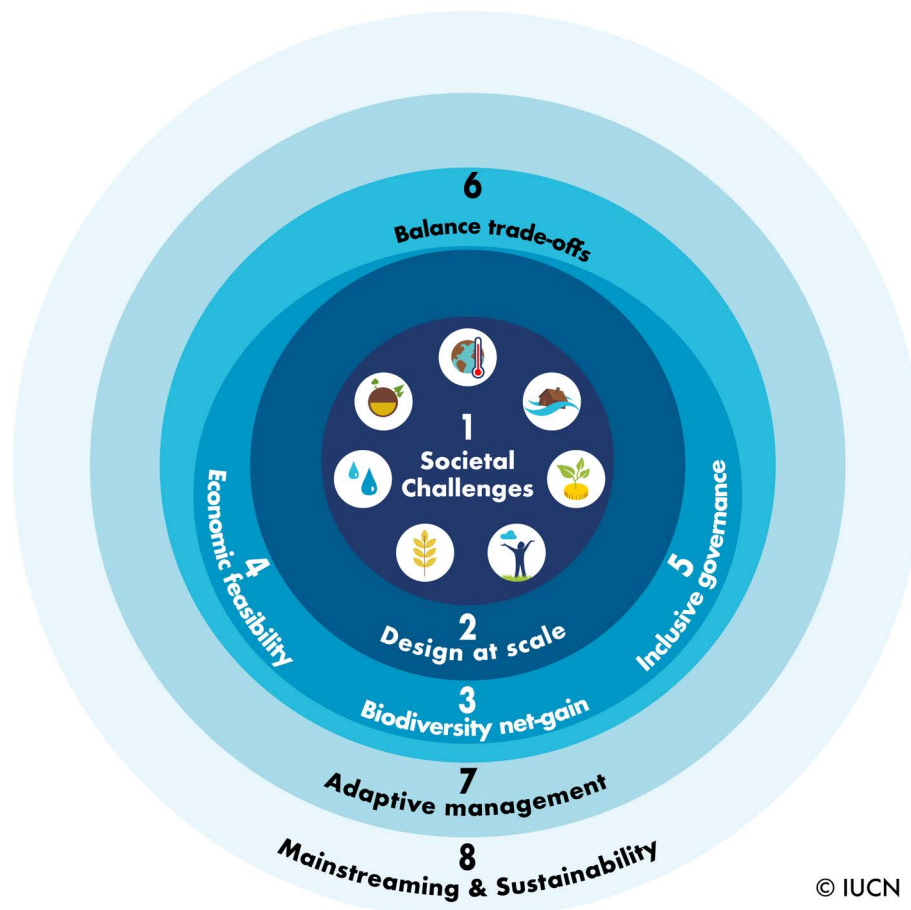 6
Balance trade-offs
1
Societal
Challenges
4
Economic feasibility
5
Inclusive governance
2
Design at scale
3
Biodiversity net-gain
7
Adaptive management
8
Mainstreaming & Sustainability
© IUCN